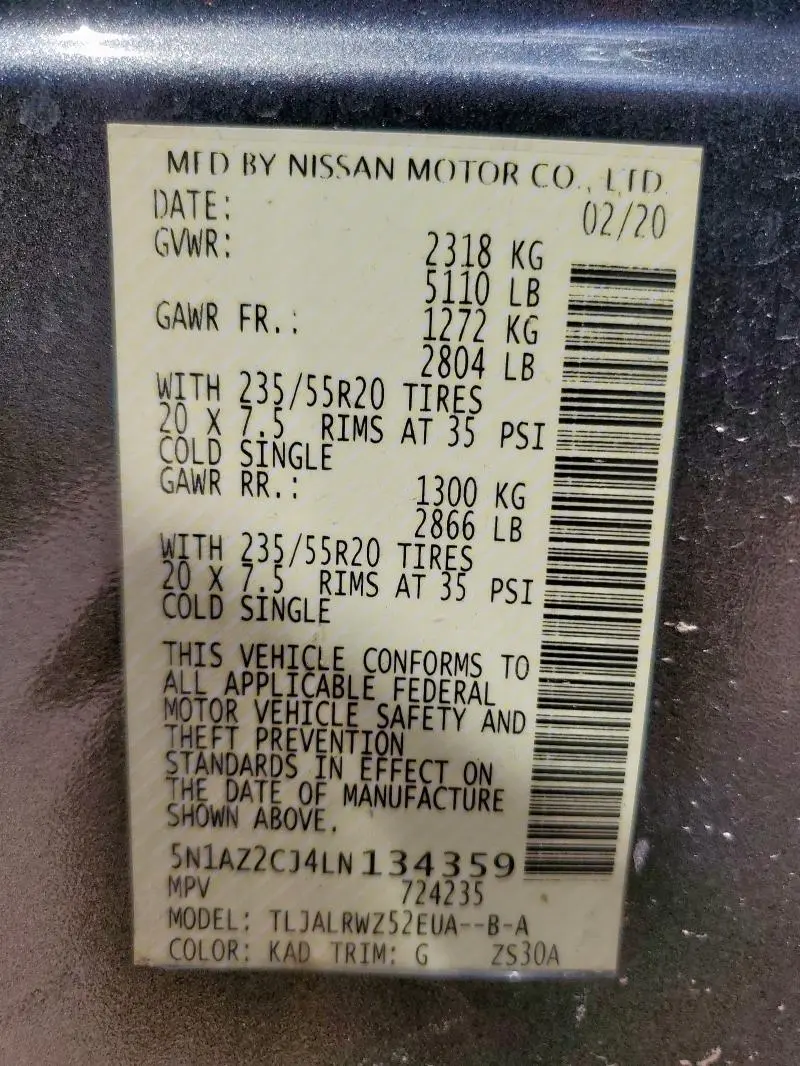 MFD BY NISSAN MOTOR CO., LTD.
DATE: 02/20
GVWR: 2318 KG
5110 LB
GAWR FR.: 1272 KG
2804 LB
WITH 235/55R20 TIRES
20 X 7.5 RIMS AT 35 PSI
COLD SINGLE
GAWR RR.: 1300 KG
2866 LB
WITH 235/55R20 TIRES
20 X 7.5 RIMS AT 35 PSI
COLD SINGLE
THIS VEHICLE CONFORMS TO
ALL APPLICABLE FEDERAL
MOTOR VEHICLE SAFETY AND
THEFT PREVENTION
STANDARDS IN EFFECT ON
THE DATE OF MANUFACTURE
SHOWN ABOVE.
5N1AZ2CJ4LN134359
MPV 724235
MODEL: TLJALRWZ52EUA--B-A
COLOR: KAD TRIM: G ZS30A